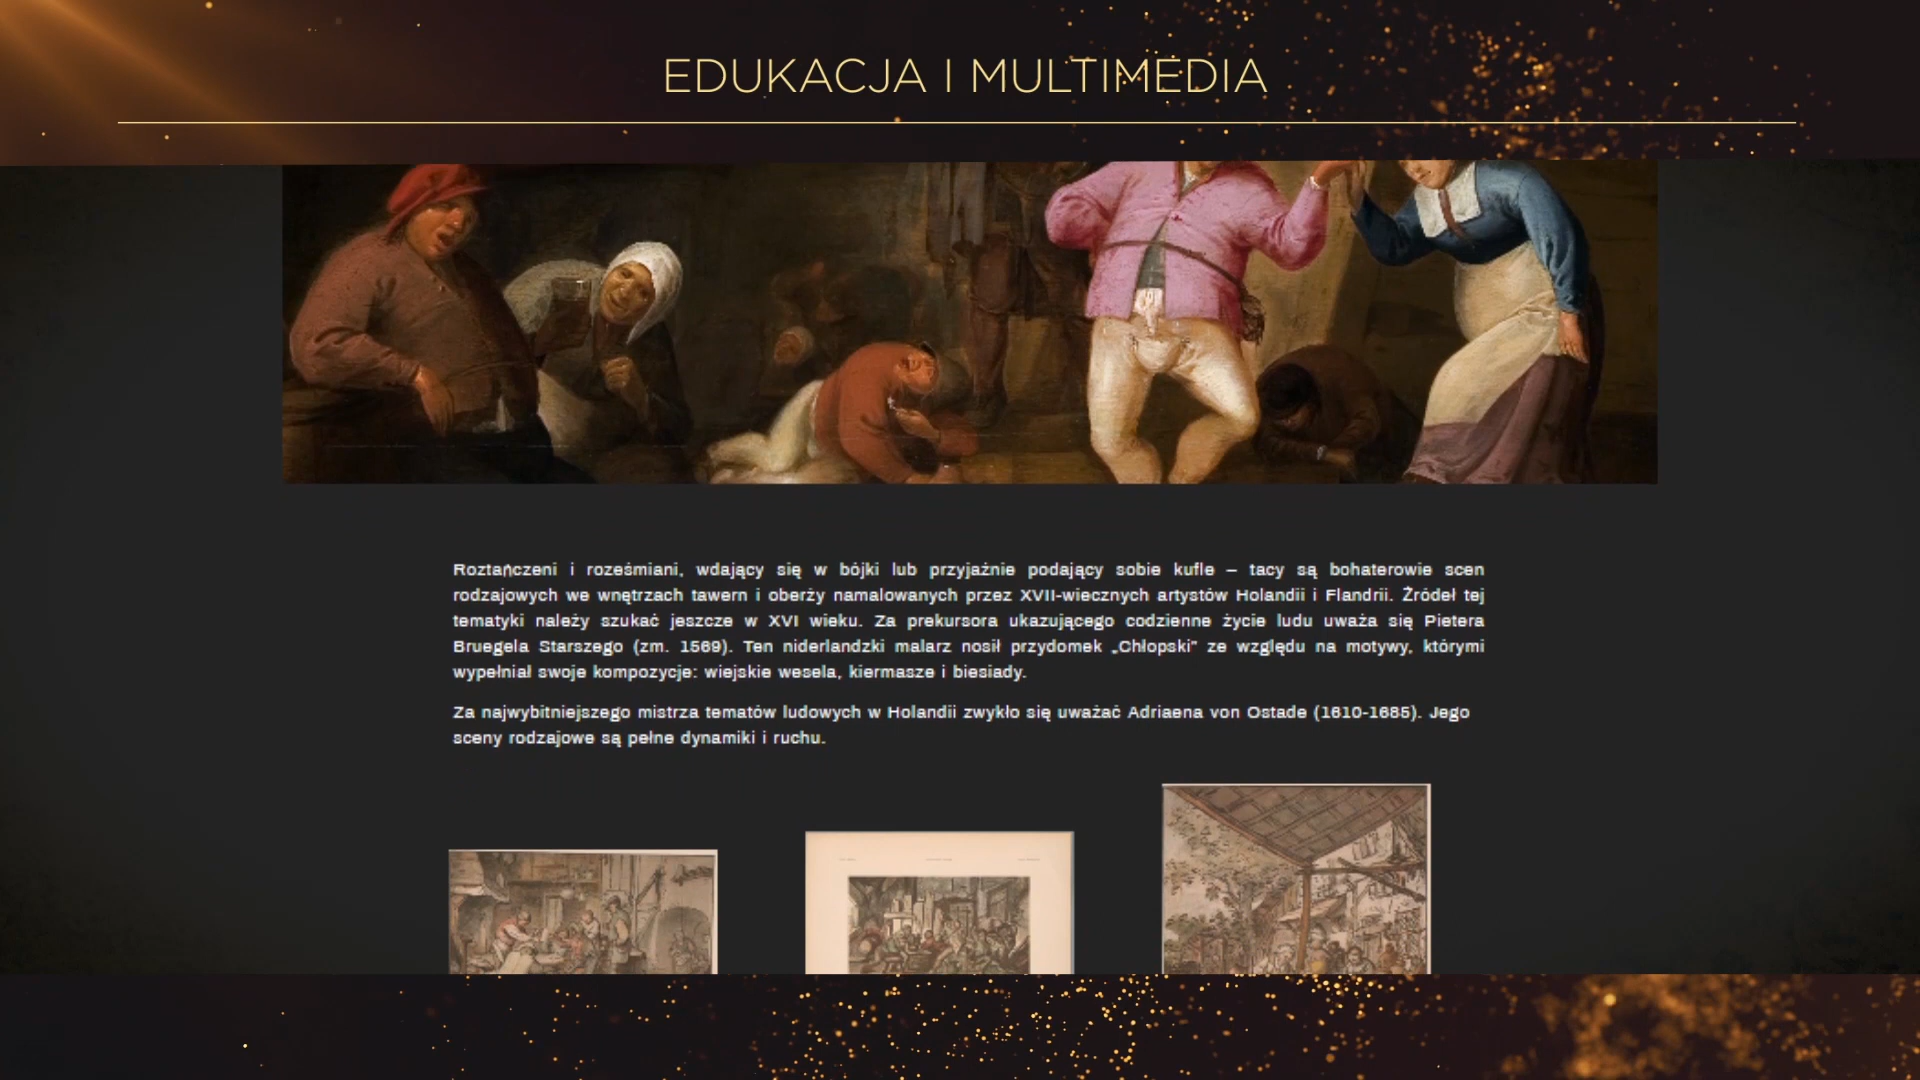 EDUKACJA I MULTIMEDIA
Roztańczeni i roześmiani, wdający się w bójki lub przyjaźnie podający sobie kufle – tacy są bohaterowie scen
rodzajowych we wnętrzach tawern i oberży namalowanych przez XVII-wiecznych artystów Holandii i Flandrii. Źródeł tej
tematyki należy szukać jeszcze w XVI wieku. Za prekursora ukazującego codzienne życie ludu uważa się Pietera
Bruegela Starszego (zm. 1569). Ten niderlandzki malarz nosił przydomek „Chłopski” ze względu na motywy, którymi
wypełniał swoje kompozycje: wiejskie wesela, kiermasze i biesiady.
Za najwybitniejszego mistrza tematów ludowych w Holandii zwykło się uważać Adriaena von Ostade (1610-1685). Jego
sceny rodzajowe są pełne dynamiki i ruchu.